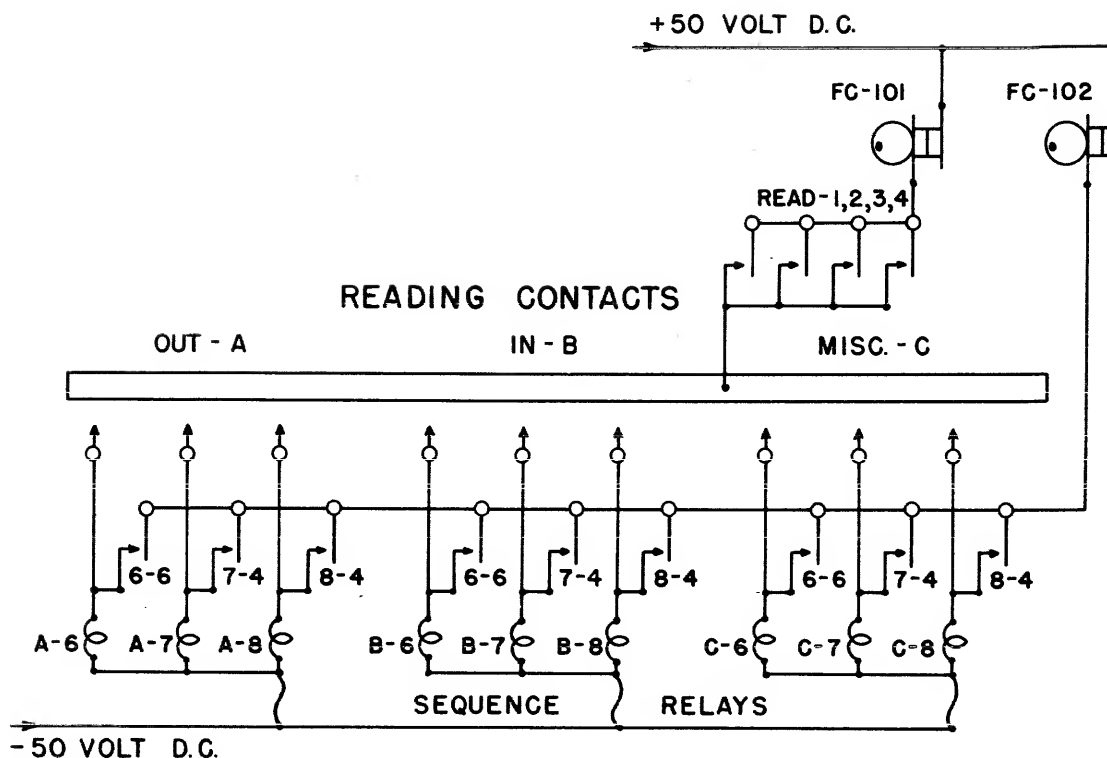 +50 VOLT D.C.
FC-101 FC-102
READ-1,2,3,4
READING CONTACTS
OUT - A IN - B MISC. - C
6-6 7-4 8-4 6-6 7-4 8-4 6-6 7-4 8-4
A-6 A-7 A-8 B-6 B-7 B-8 C-6 C-7 C-8
SEQUENCE RELAYS
-50 VOLT D.C.